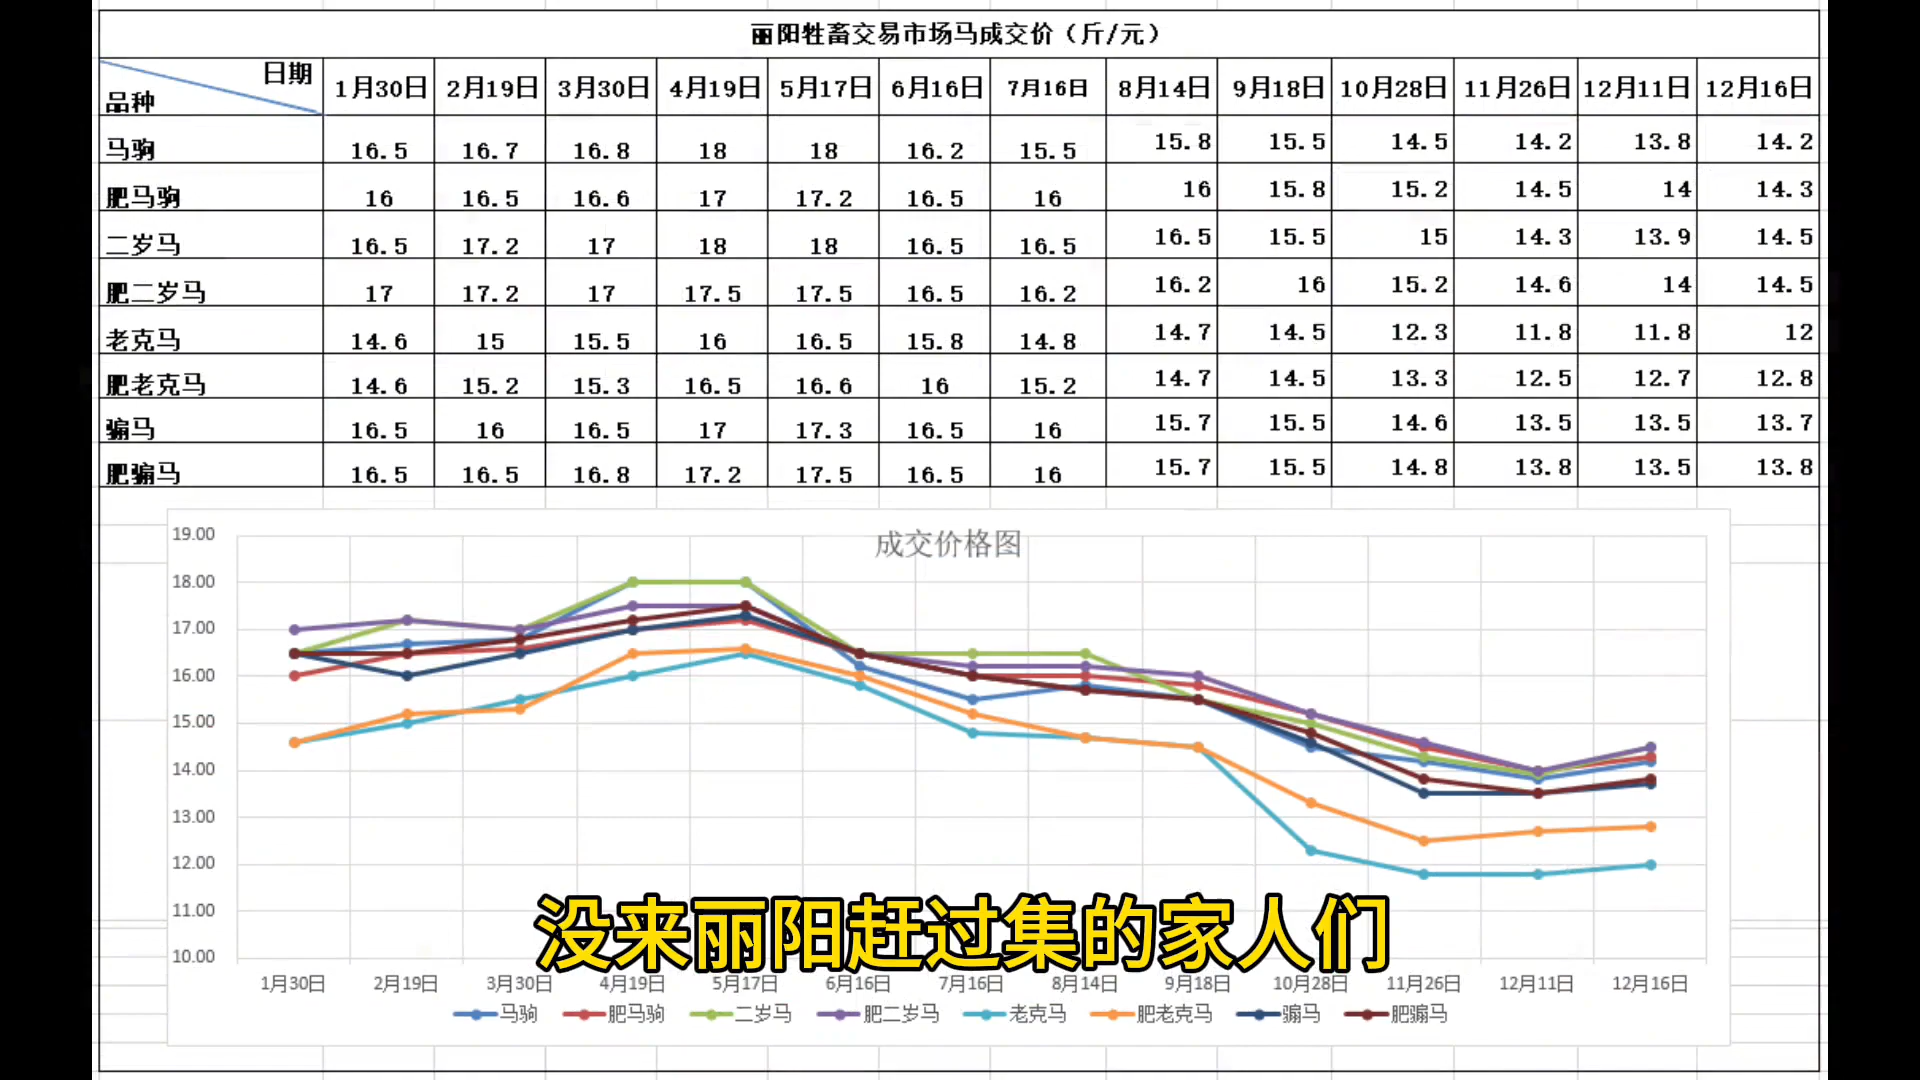 丽阳牲畜交易市场马成交价（斤/元）
日期
品种
1月30日 2月19日 3月30日 4月19日 5月17日 6月16日 7月16日 8月14日 9月18日 10月28日 11月26日 12月11日 12月16日
马驹 16.5 16.7 16.8 18 18 16.2 15.5 15.8 15.5 14.5 14.2 13.8 14.2
肥马驹 16 16.5 16.6 17 17.2 16.5 16 16 15.8 15.2 14.5 14 14.3
二岁马 16.5 17.2 17 18 18 16.5 16.5 16.5 15.5 15 14.3 13.9 14.5
肥二岁马 17 17.2 17 17.5 17.5 16.5 16.2 16.2 16 15.2 14.6 14 14.5
老克马 14.6 15 15.5 16 16.5 15.8 14.8 14.7 14.5 12.3 11.8 11.8 12
肥老克马 14.6 15.2 15.3 16.5 16.6 16 15.2 14.7 14.5 13.3 12.5 12.7 12.8
骟马 16.5 16 16.5 17 17.3 16.5 16 15.7 15.5 14.6 13.5 13.5 13.7
肥骟马 16.5 16.5 16.8 17.2 17.5 16.5 16 15.7 15.5 14.8 13.8 13.5 13.8
成交价格图
19.00
18.00
17.00
16.00
15.00
14.00
13.00
12.00
11.00
10.00
没来丽阳赶过集的家人们
1月30日 2月19日 3月30日 4月19日 5月17日 6月16日 7月16日 8月14日 9月18日 10月28日 11月26日 12月11日 12月16日
马驹 肥马驹 二岁马 肥二岁马 老克马 肥老克马 骟马 肥骟马